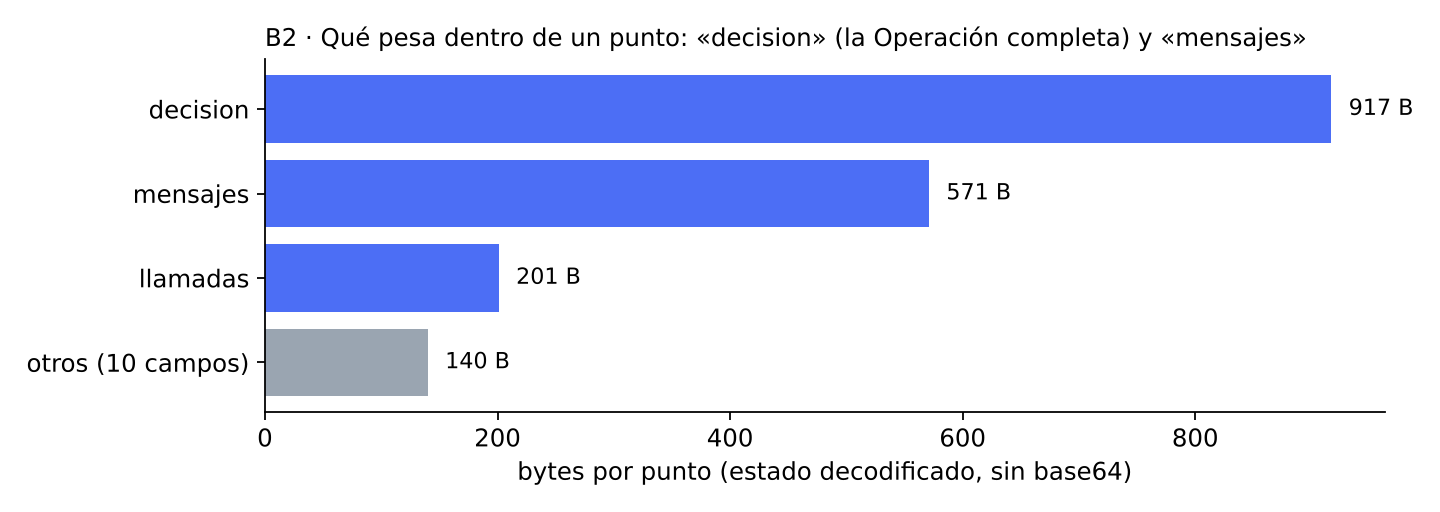 B2 · Qué pesa dentro de un punto: «decision» (la Operación completa) y «mensajes»
decision
917 B
mensajes
571 B
llamadas
201 B
otros (10 campos)
140 B
0 200 400 600 800
bytes por punto (estado decodificado, sin base64)